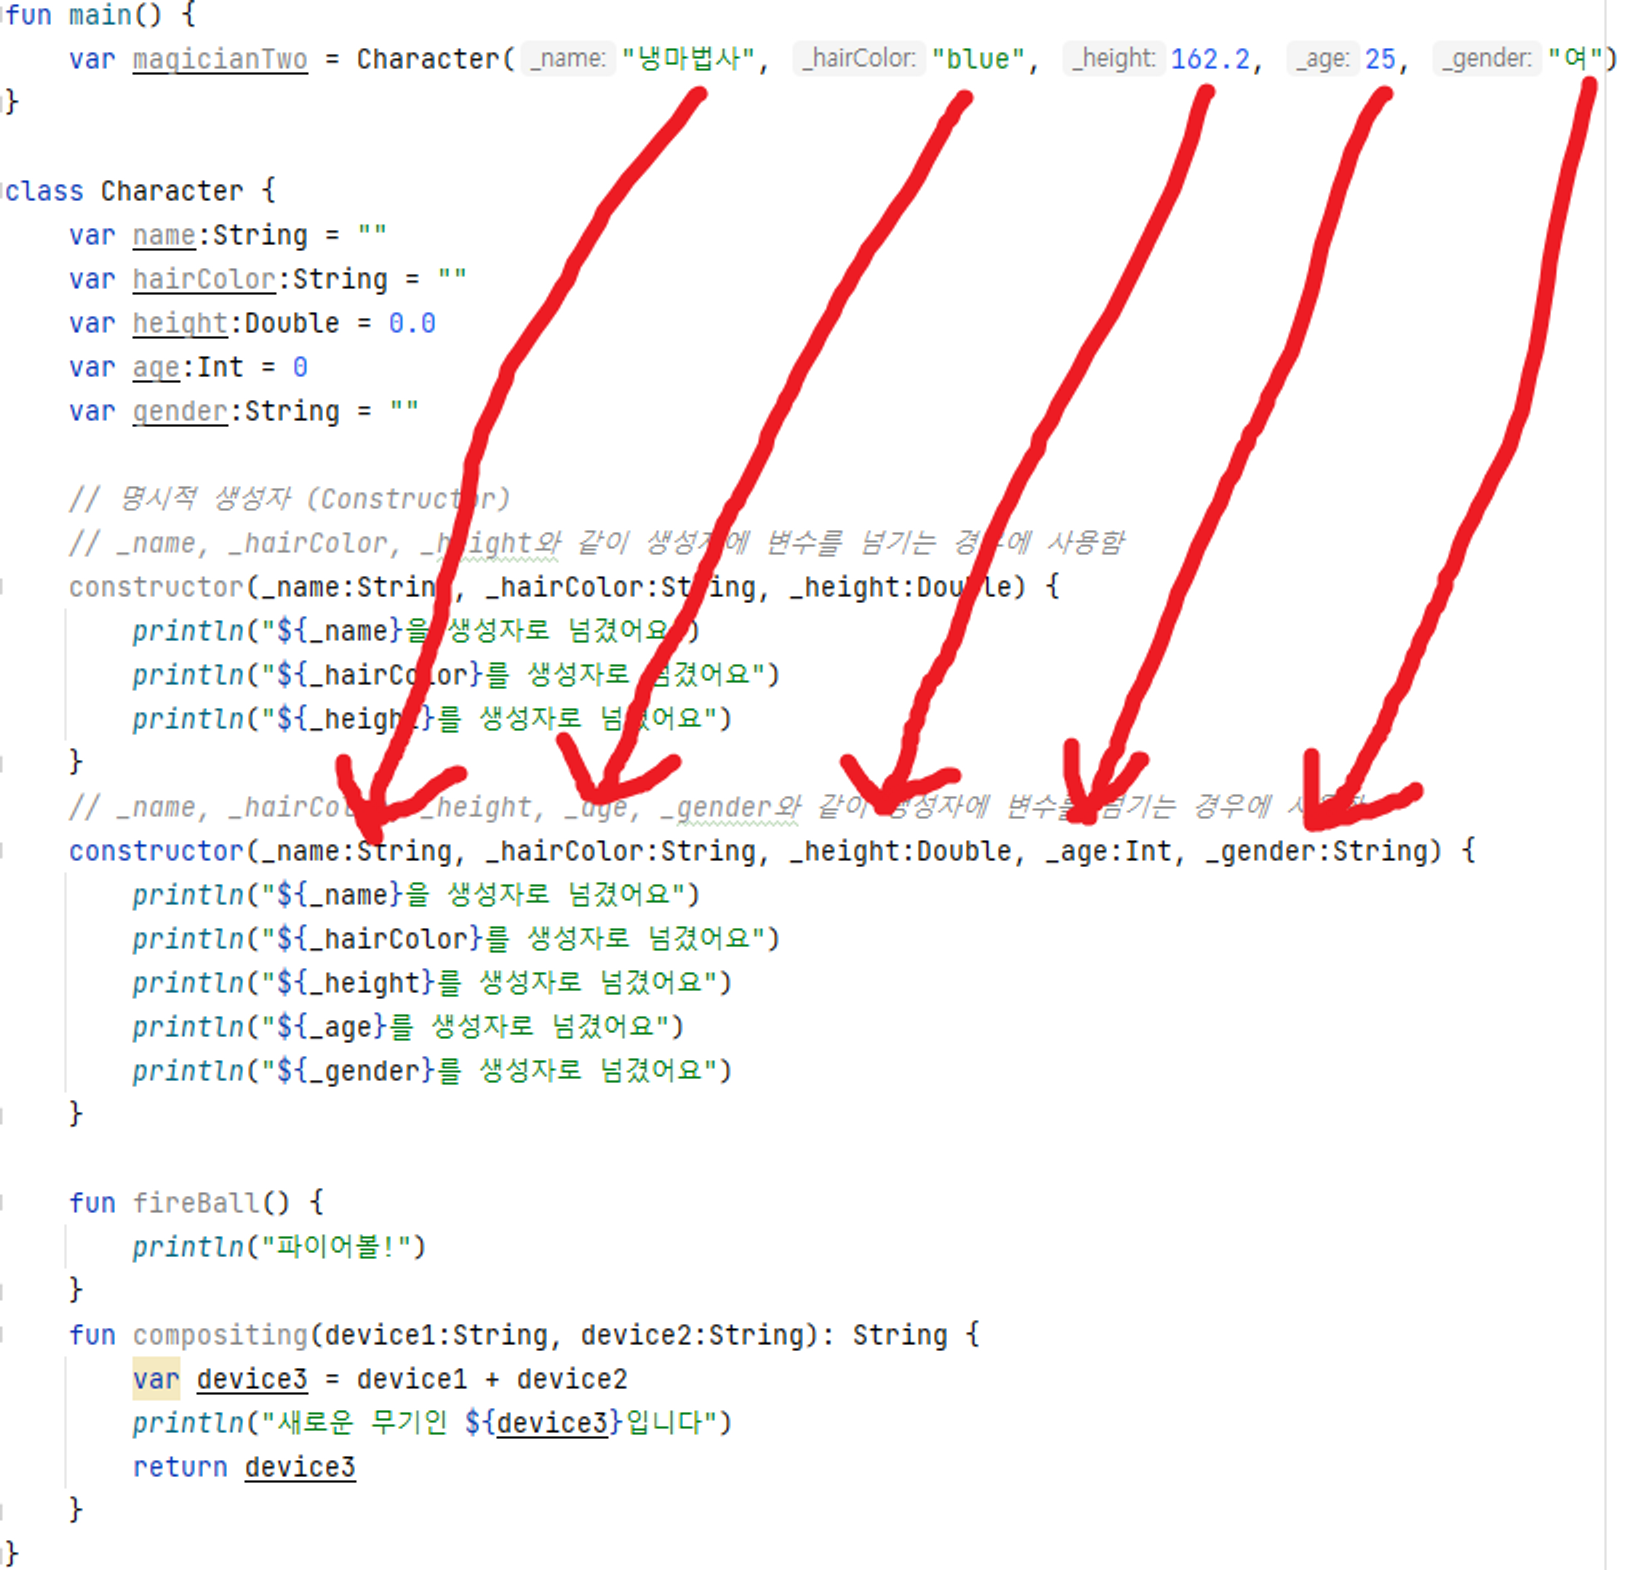 fun main() {
var magicianTwo = Character( _name: "냉마법사", _hairColor: "blue", _height: 162.2, _age: 25, _gender: "여")
}
class Character {
var name:String = ""
var hairColor:String = ""
var height:Double = 0.0
var age:Int = 0
var gender:String = ""
// 명시적 생성자 (Constructor)
// _name, _hairColor, _height와 같이 생성자에 변수를 넘기는 경우에 사용함
constructor(_name:String, _hairColor:String, _height:Double) {
println("${_name}을 생성자로 넘겼어요")
println("${_hairColor}를 생성자로 넘겼어요")
println("${_height}를 생성자로 넘겼어요")
}
// _name, _hairColor, _height, _age, _gender와 같이 생성자에 변수를 넘기는 경우에 사용함
constructor(_name:String, _hairColor:String, _height:Double, _age:Int, _gender:String) {
println("${_name}을 생성자로 넘겼어요")
println("${_hairColor}를 생성자로 넘겼어요")
println("${_height}를 생성자로 넘겼어요")
println("${_age}를 생성자로 넘겼어요")
println("${_gender}를 생성자로 넘겼어요")
}
fun fireBall() {
println("파이어볼!")
}
fun compositing(device1:String, device2:String): String {
var device3 = device1 + device2
println("새로운 무기인 ${device3}입니다")
return device3
}
}